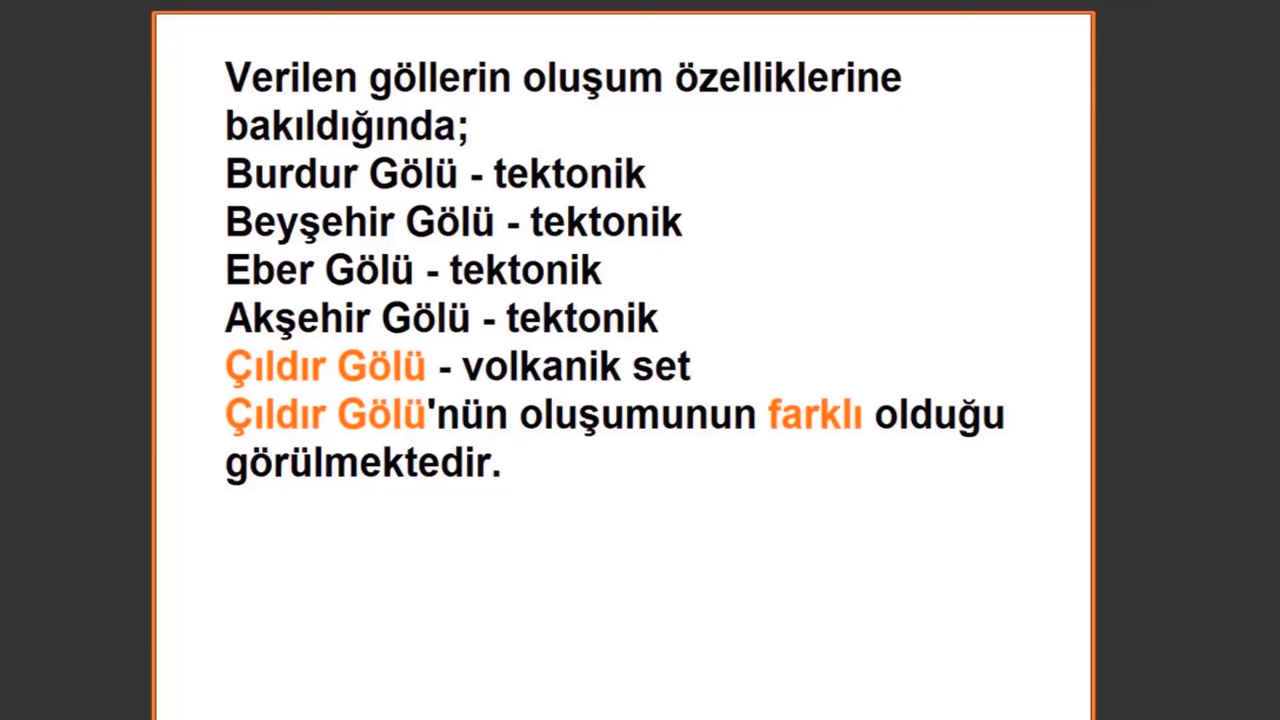 Verilen göllerin oluşum özelliklerine
bakıldığında;
Burdur Gölü - tektonik
Beyşehir Gölü - tektonik
Eber Gölü - tektonik
Akşehir Gölü - tektonik
Çıldır Gölü - volkanik set
Çıldır Gölü'nün oluşumunun farklı olduğu
görülmektedir.